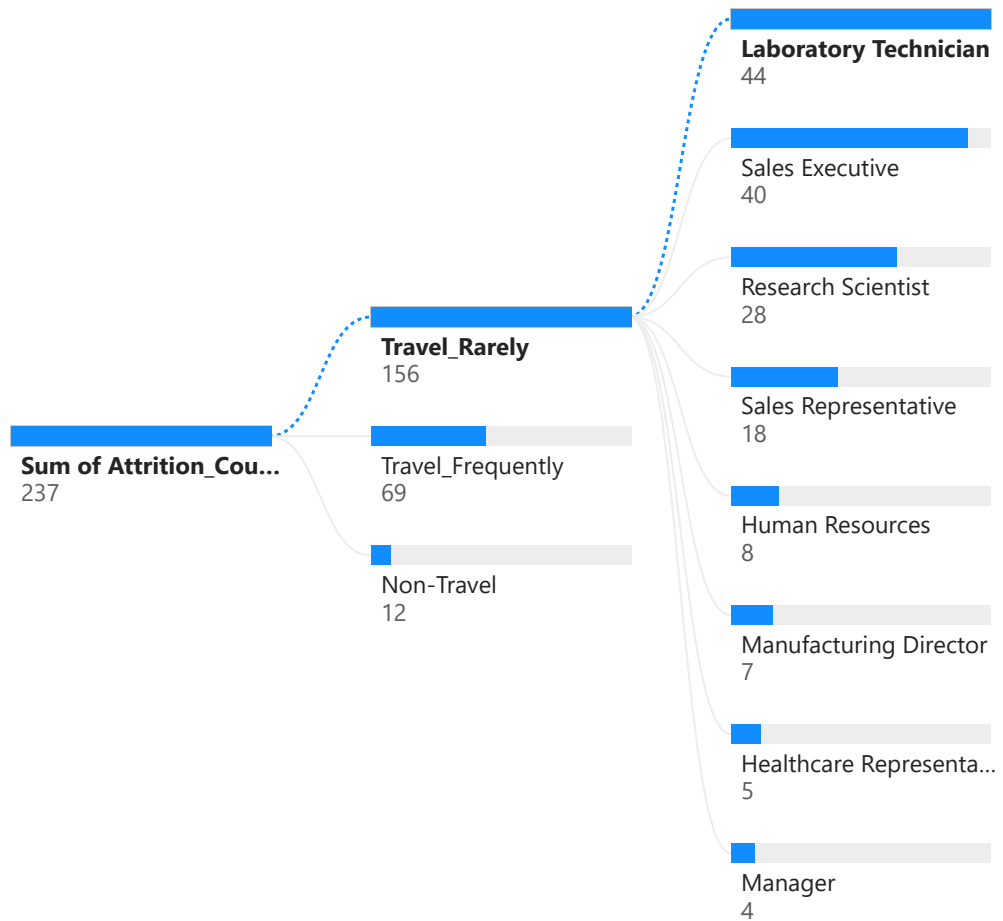 Sum of Attrition_Cou...
237
Travel_Rarely
156
Travel_Frequently
69
Non-Travel
12
Laboratory Technician
44
Sales Executive
40
Research Scientist
28
Sales Representative
18
Human Resources
8
Manufacturing Director
7
Healthcare Representa...
5
Manager
4